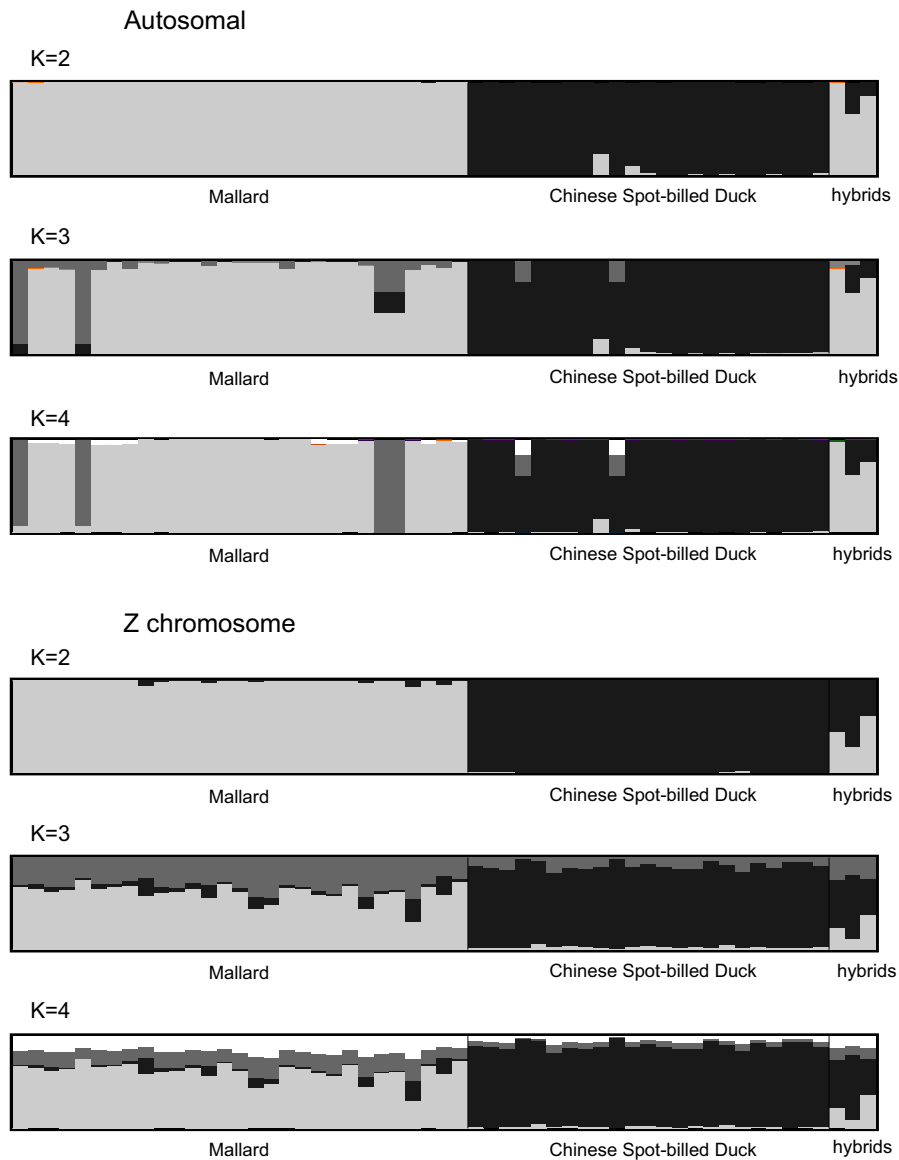 Autosomal
K=2
Mallard Chinese Spot-billed Duck hybrids
K=3
Mallard Chinese Spot-billed Duck hybrids
K=4
Mallard Chinese Spot-billed Duck hybrids
Z chromosome
K=2
Mallard Chinese Spot-billed Duck hybrids
K=3
Mallard Chinese Spot-billed Duck hybrids
K=4
Mallard Chinese Spot-billed Duck hybrids